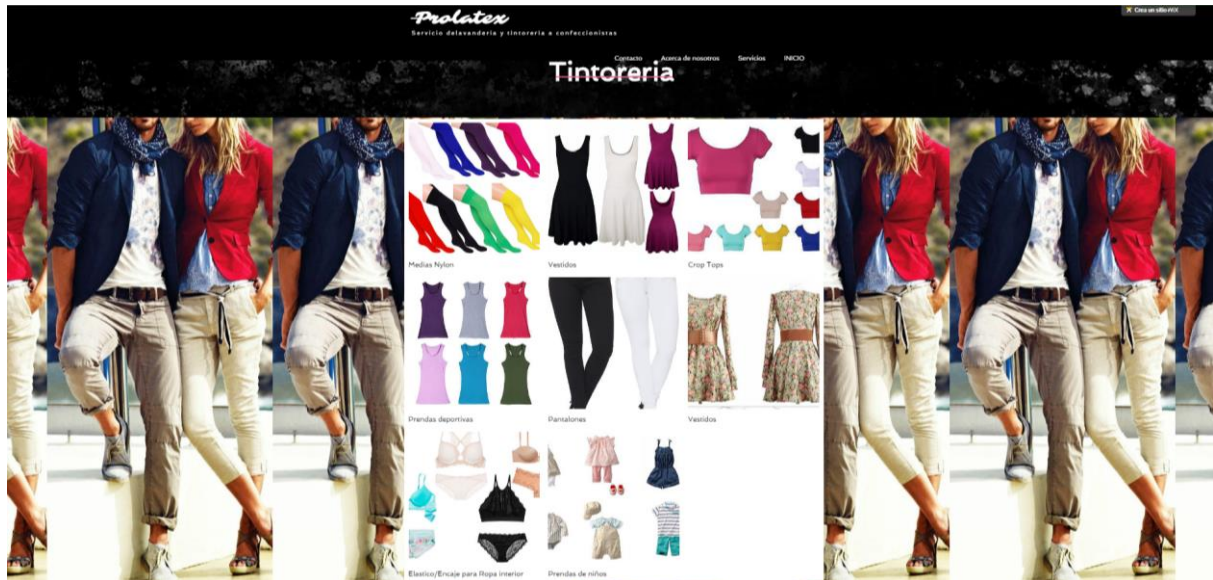 Prolatex
Crea un sitio WIX
Servicio delavanderia y tintoreria a confeccionistas
Contacto Acerca de nosotros Servicios INICIO
Tintoreria
Medias Nylon Vestidos Crop Tops
Prendas deportivas Pantalones Vestidos
Elastico/Encaje para Ropa interior Prendas de niños